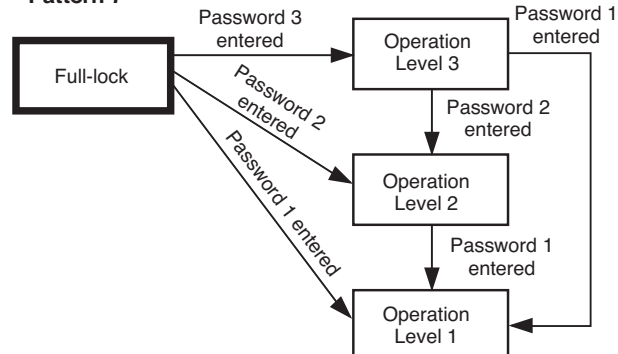 Pattern 7
Password 3
entered
Password 1
entered
Full-lock
Operation
Level 3
Password 2
entered
Password 2
entered
Operation
Level 2
Password 1 entered
Password 1
entered
Operation
Level 1